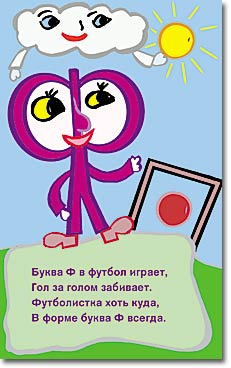 Буква Ф в футбол играет,
Гол за голом забивает.
Футболистка хоть куда,
В форме буква Ф всегда.